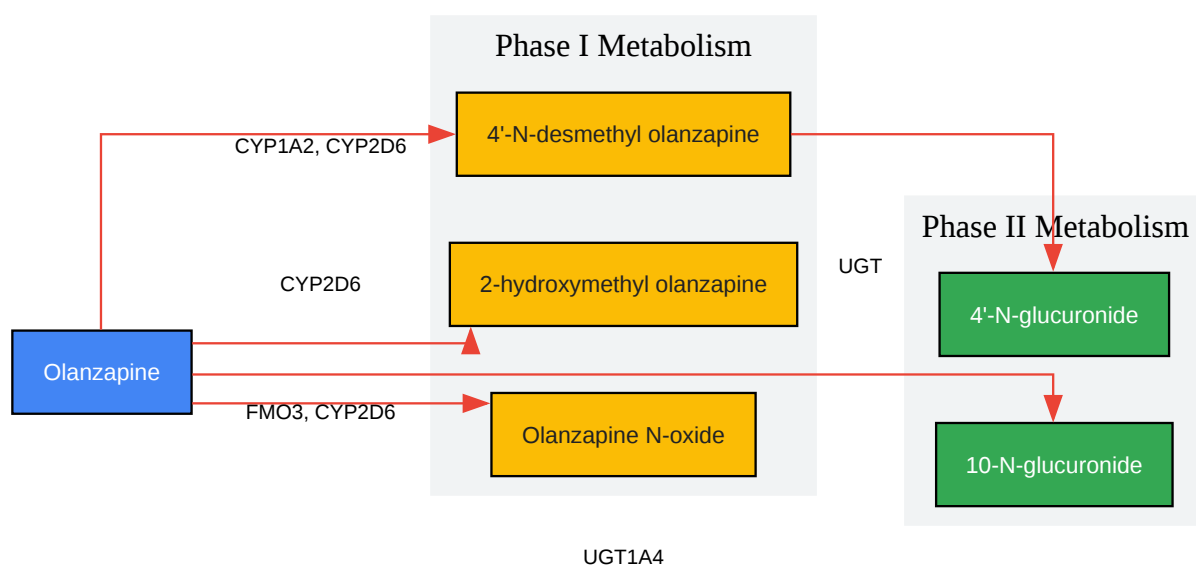 Phase I Metabolism
4'-N-desmethyl olanzapine
CYP1A2, CYP2D6
Phase II Metabolism
UGT
2-hydroxymethyl olanzapine
CYP2D6
4'-N-glucuronide
Olanzapine
FMO3, CYP2D6
Olanzapine N-oxide
10-N-glucuronide
UGT1A4